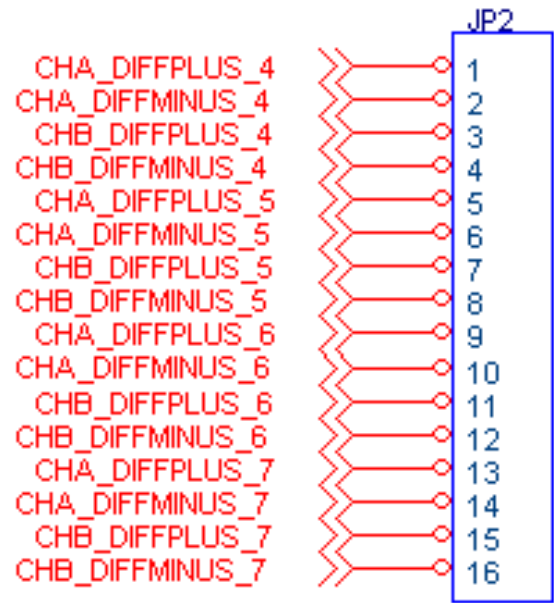 JP2
CHA_DIFFPLUS_4 1
CHA_DIFFMINUS_4 2
CHB_DIFFPLUS_4 3
CHB_DIFFMINUS_4 4
CHA_DIFFPLUS_5 5
CHA_DIFFMINUS_5 6
CHB_DIFFPLUS_5 7
CHB_DIFFMINUS_5 8
CHA_DIFFPLUS_6 9
CHA_DIFFMINUS_6 10
CHB_DIFFPLUS_6 11
CHB_DIFFMINUS_6 12
CHA_DIFFPLUS_7 13
CHA_DIFFMINUS_7 14
CHB_DIFFPLUS_7 15
CHB_DIFFMINUS_7 16